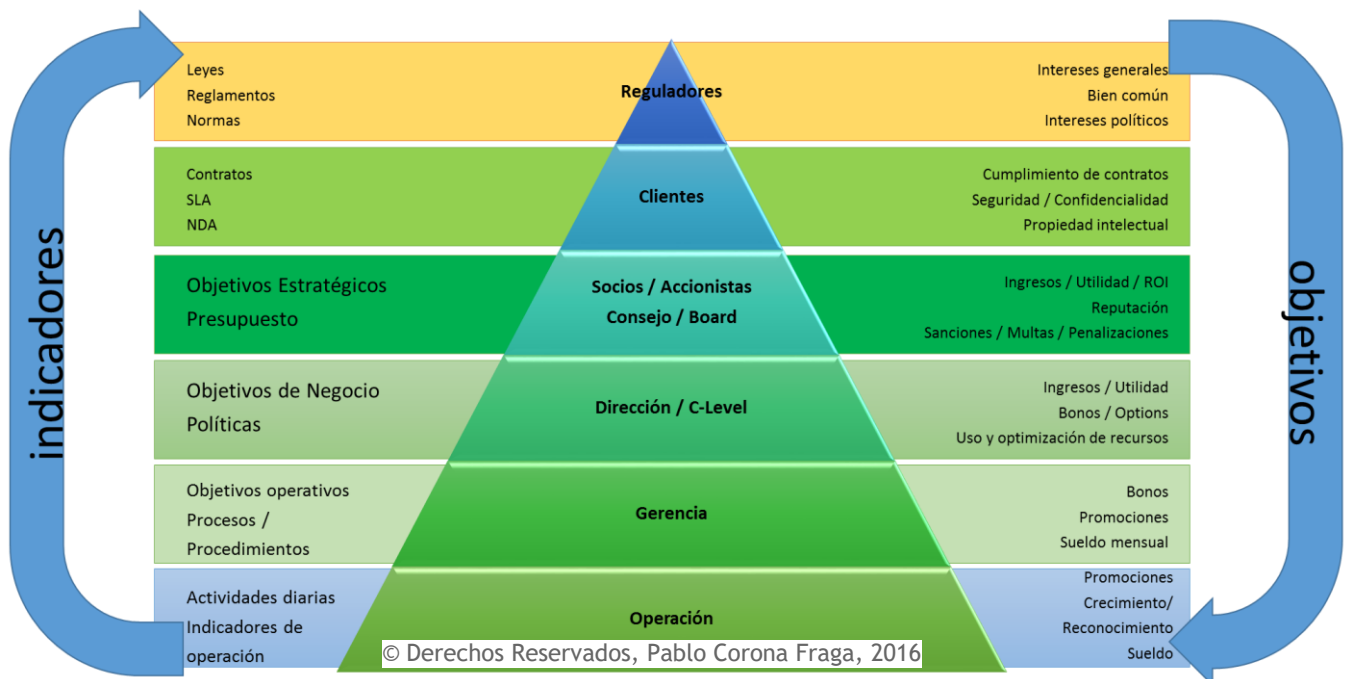 indicadores
Leyes
Reglamentos
Normas
Reguladores
Intereses generales
Bien común
Intereses políticos
Contratos
SLA
NDA
Clientes
Cumplimiento de contratos
Seguridad / Confidencialidad
Propiedad intelectual
Objetivos Estratégicos
Presupuesto
Socios / Accionistas
Consejo / Board
Ingresos / Utilidad / ROI
Reputación
Sanciones / Multas / Penalizaciones
Objetivos de Negocio
Políticas
Dirección / C-Level
Ingresos / Utilidad
Bonos / Options
Uso y optimización de recursos
Objetivos operativos
Procesos /
Procedimientos
Gerencia
Bonos
Promociones
Sueldo mensual
Actividades diarias
Indicadores de
operación
Operación
Promociones
Crecimiento/
Reconocimiento
Sueldo
objetivos
© Derechos Reservados, Pablo Corona Fraga, 2016